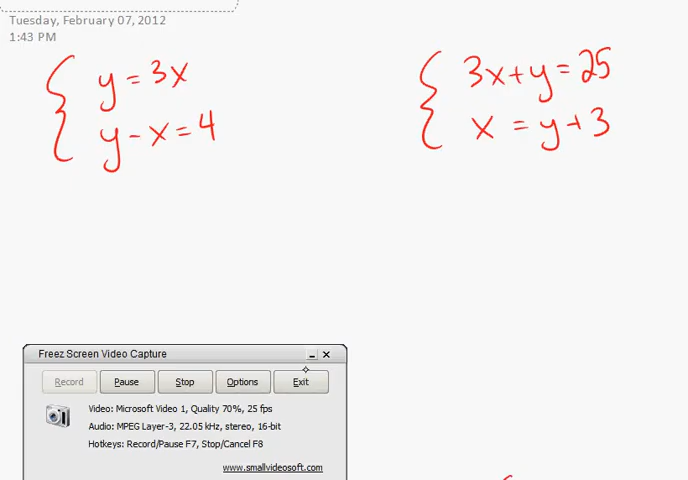 Tuesday, February 07, 2012
1:43 PM
y = 3x
y - x = 4
3x + y = 25
x = y + 3
Freez Screen Video Capture
Record Pause Stop Options Exit
Video: Microsoft Video 1, Quality 70%, 25 fps
Audio: MPEG Layer-3, 22.05 kHz, stereo, 16-bit
Hotkeys: Record/Pause F7, Stop/Cancel F8
www.smallvideosoft.com